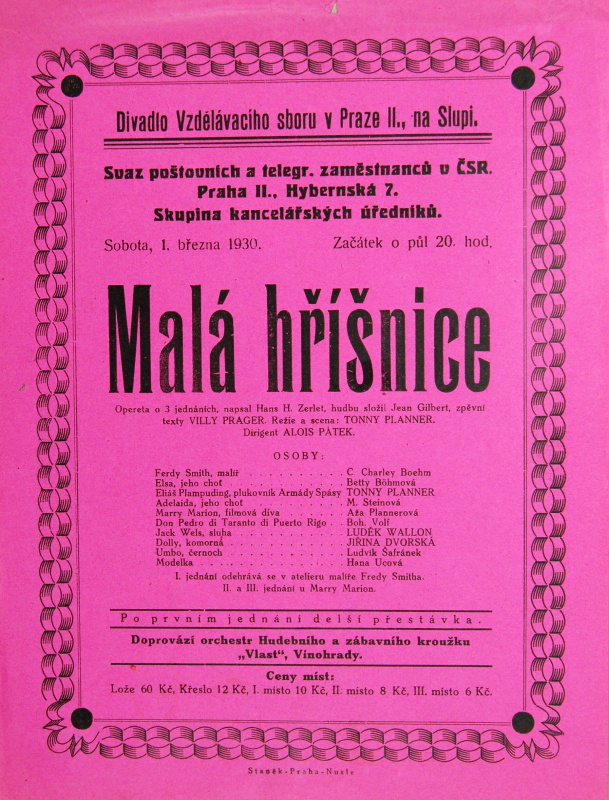 Divadlo Vzdělávacího sboru v Praze II., na Slupi.
Svaz poštovních a telegr. zaměstnanců v ČSR.
Praha II., Hybernská 7.
Skupina kancelářských úředníků.
Sobota, 1. března 1930. Začátek o půl 20. hod.
Malá hříšnice
Opereta o 3 jednáních, napsal Hans H. Zerlet, hudbu složil Jean Gilbert, zpěvní
texty VILLY PRAGER. Režie a scena: TONNY PLANNER.
Dirigent ALOIS PÁTEK.
OSOBY:
Ferdy Smith, malíř . . . . . . . . . . . C Charley Boehm
Elsa, jeho choť . . . . . . . . . . . . Betty Böhmová
Eliáš Plampuding, plukovník Armády Spásy TONNY PLANNER
Adelaida, jeho choť . . . . . . . . . . M. Steinová
Marry Marion, filmová diva . . . . . . Aža Plannerová
Don Pedro di Taranto di Puerto Rigo . Boh. Volf
Jack Wels, sluha . . . . . . . . . . . LUDĚK WALLON
Dolly, komorná . . . . . . . . . . . . JIŘINA DVORSKÁ
Umbo, černoch . . . . . . . . . . . . Ludvík Šafránek
Modelka . . . . . . . . . . . . . . . Hana Ucová
I. jednání odehrává se v atelieru malíře Fredy Smitha.
II. a III. jednání u Marry Marion.
Po prvním jednání delší přestávka.
Doprovází orchestr Hudebního a zábavního kroužku
„Vlast“, Vinohrady.
Ceny míst:
Lože 60 Kč, Křeslo 12 Kč, I. místo 10 Kč, II. místo 8 Kč, III. místo 6 Kč.
Staněk-Praha-Nusle